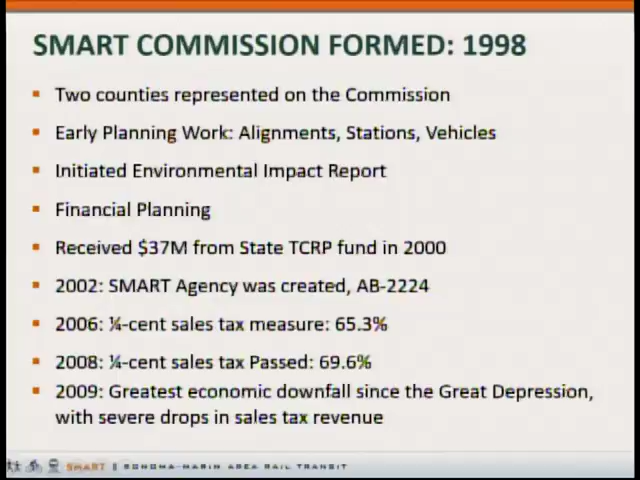 SMART COMMISSION FORMED: 1998
▪ Two counties represented on the Commission
▪ Early Planning Work: Alignments, Stations, Vehicles
▪ Initiated Environmental Impact Report
▪ Financial Planning
▪ Received $37M from State TCRP fund in 2000
▪ 2002: SMART Agency was created, AB-2224
▪ 2006: ¼-cent sales tax measure: 65.3%
▪ 2008: ¼-cent sales tax Passed: 69.6%
▪ 2009: Greatest economic downfall since the Great Depression,
with severe drops in sales tax revenue
SMART | SONOMA-MARIN AREA RAIL TRANSIT